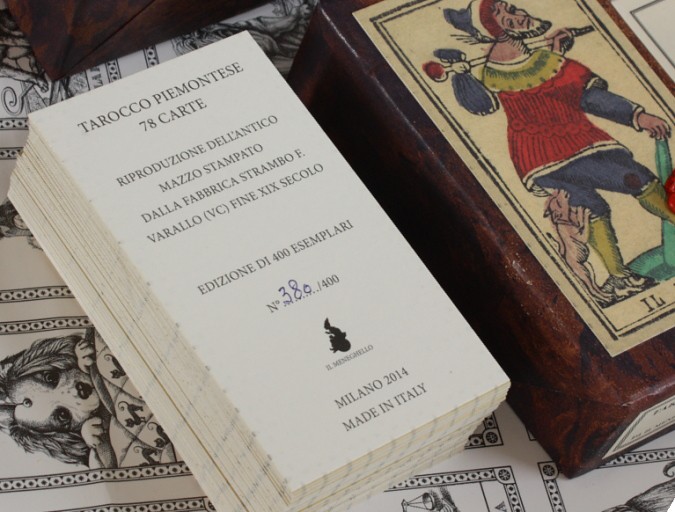 TAROCCO PIEMONTESE
78 CARTE
RIPRODUZIONE DELL'ANTICO
MAZZO STAMPATO
DALLA FABBRICA STRAMBO F.
VARALLO (VC) FINE XIX SECOLO
EDIZIONE DI 400 ESEMPLARI
N° 380/400
IL MENEGHELLO
MILANO 2014
MADE IN ITALY
IL